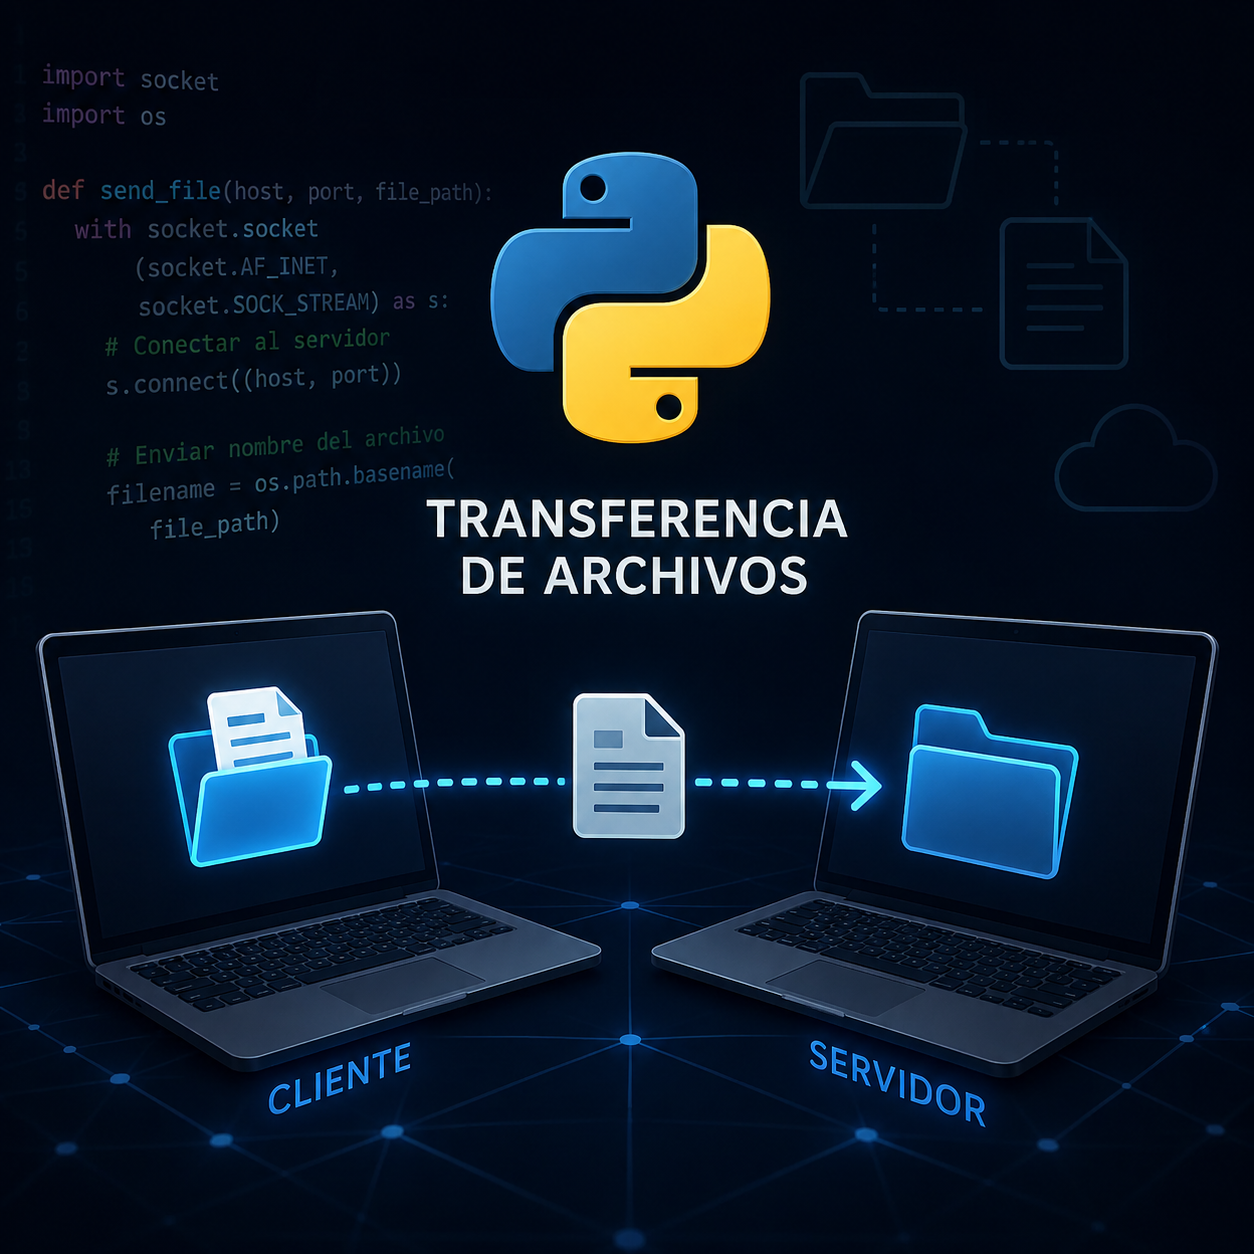 import socket
import os
def send_file(host, port, file_path):
with socket.socket
(socket.AF_INET,
socket.SOCK_STREAM) as s:
# Conectar al servidor
s.connect((host, port))
# Enviar nombre del archivo
filename = os.path.basename(
file_path)
TRANSFERENCIA
DE ARCHIVOS
CLIENTE
SERVIDOR